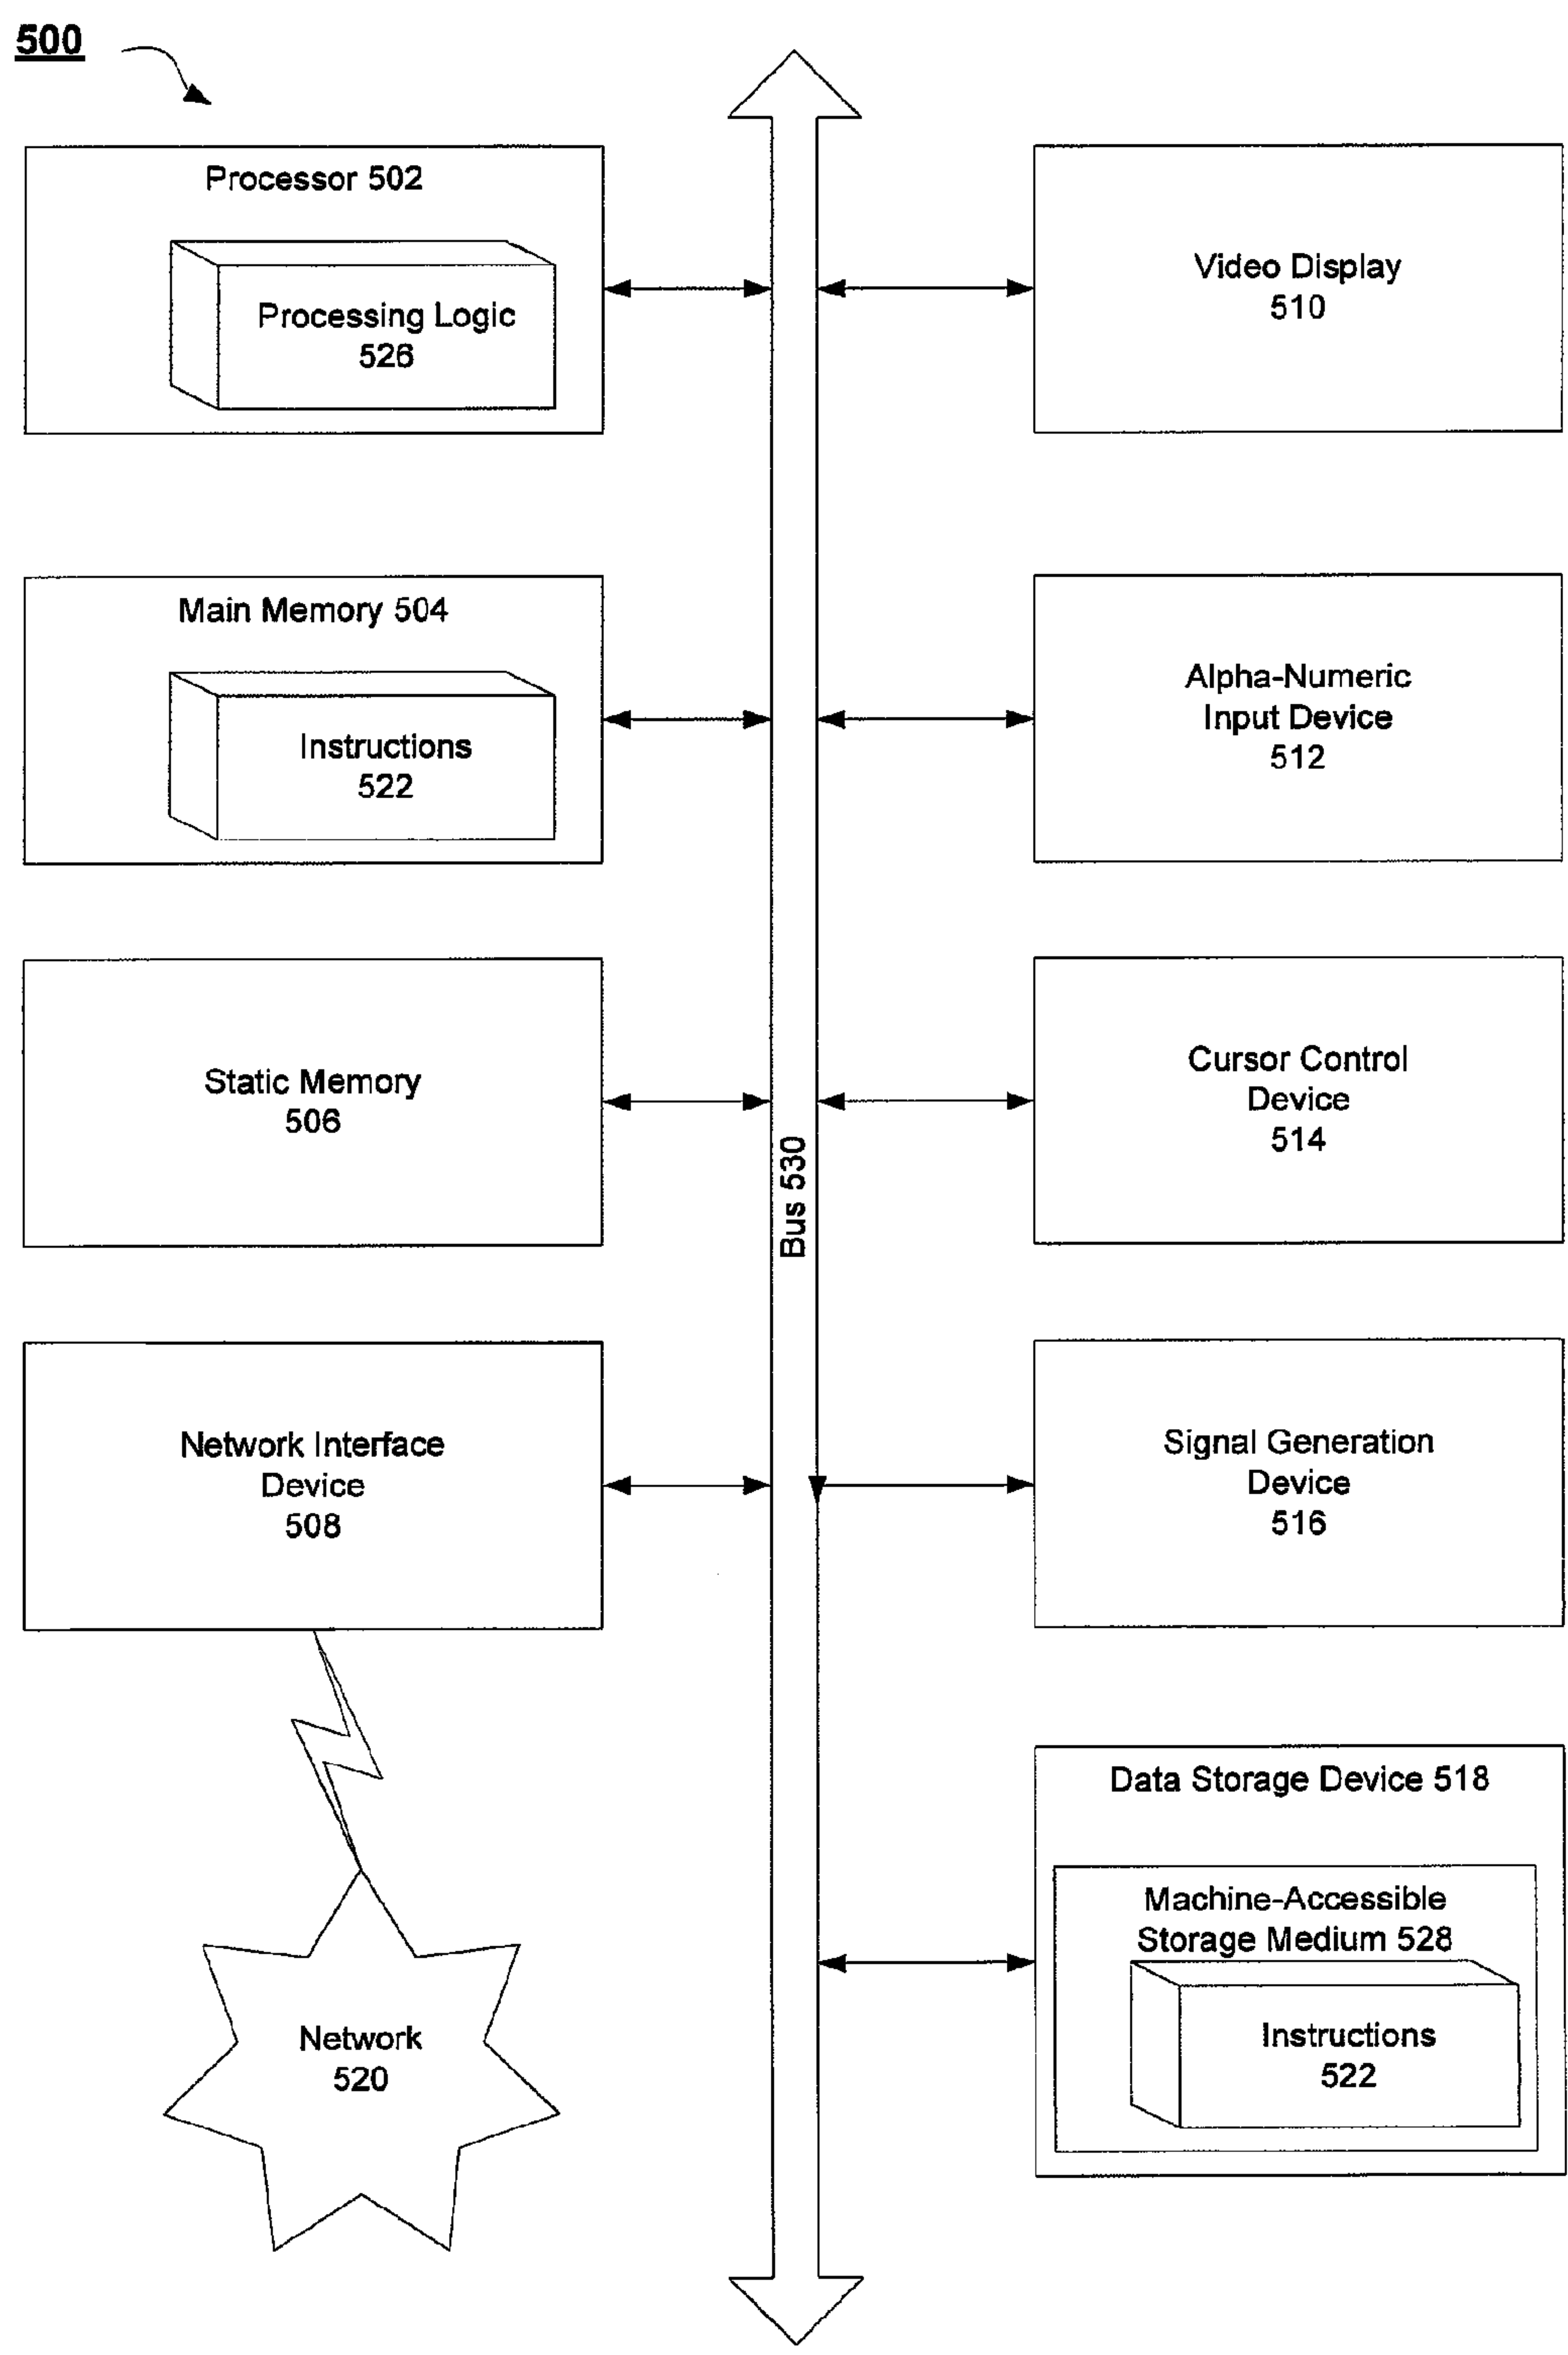 500
Processor 502
Processing Logic
526
Video Display
510
Main Memory 504
Instructions
522
Alpha-Numeric
Input Device
512
Static Memory
506
Cursor Control
Device
514
Bus 530
Network Interface
Device
508
Signal Generation
Device
516
Data Storage Device 518
Machine-Accessible
Storage Medium 528
Instructions
522
Network
520